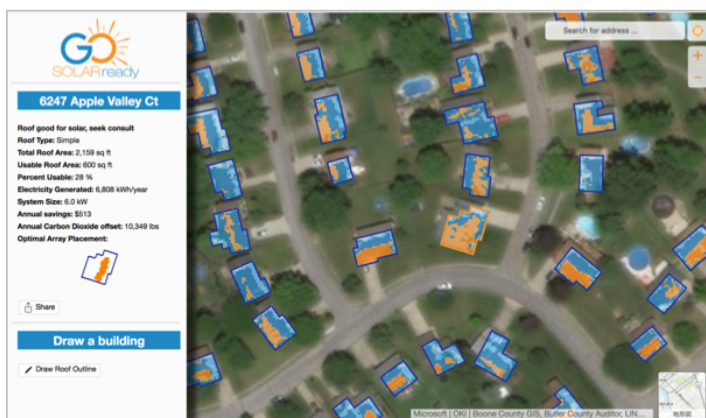 GO
SOLARready
6247 Apple Valley Ct
Roof good for solar, seek consult
Roof Type: Simple
Total Roof Area: 2,159 sq ft
Usable Roof Area: 600 sq ft
Percent Usable: 28 %
Electricity Generated: 6,808 kWh/year
System Size: 6.0 kW
Annual savings: $513
Annual Carbon Dioxide offset: 10,349 lbs
Optimal Array Placement:
Share
Draw a building
Draw Roof Outline
Search for address ...
+
−
Microsoft | OKI | Boone County GIS, Butler County Auditor, LIN...
地形図